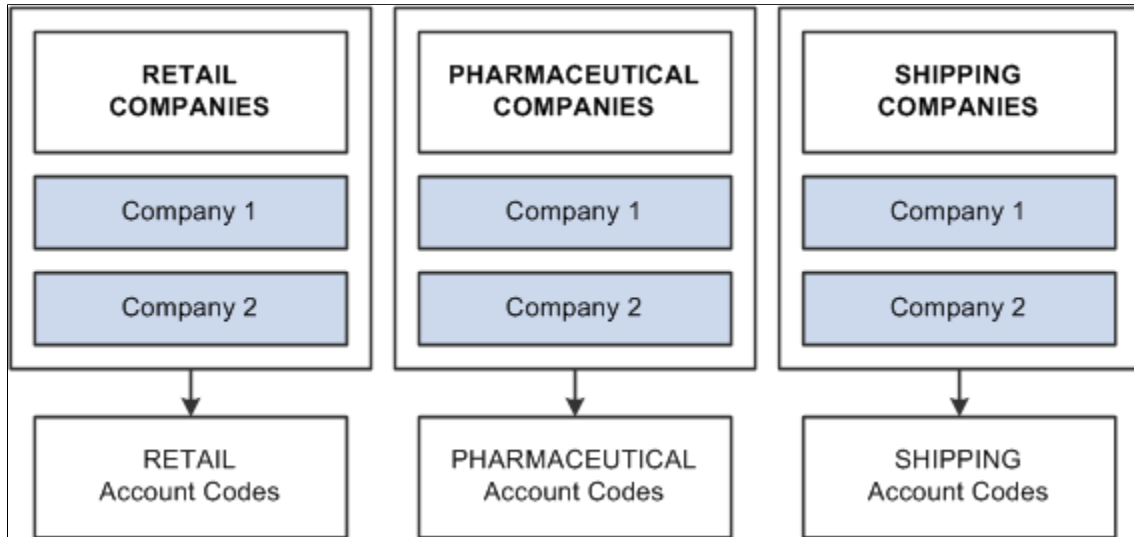 RETAIL
COMPANIES
Company 1
Company 2
RETAIL
Account Codes
PHARMACEUTICAL
COMPANIES
Company 1
Company 2
PHARMACEUTICAL
Account Codes
SHIPPING
COMPANIES
Company 1
Company 2
SHIPPING
Account Codes